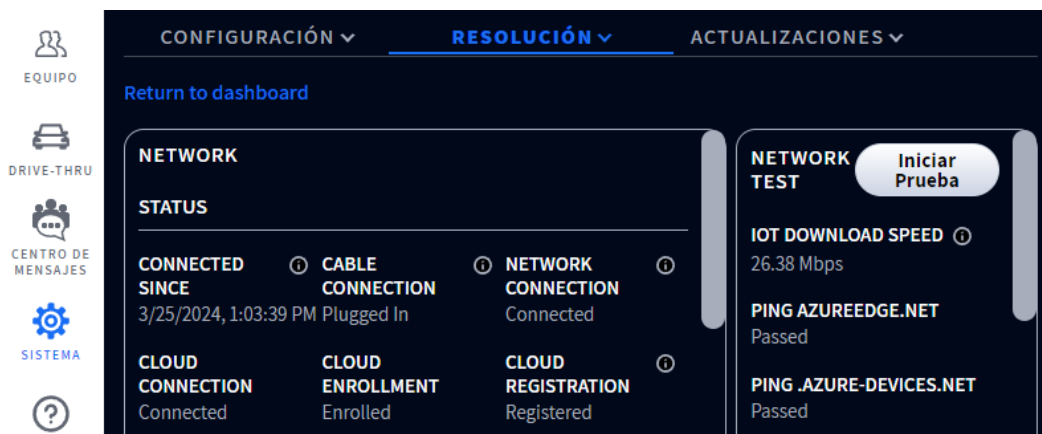 EQUIPO
DRIVE-THRU
CENTRO DE
MENSAJES
SISTEMA
CONFIGURACIÓN
RESOLUCIÓN
ACTUALIZACIONES
Return to dashboard
NETWORK
STATUS
CONNECTED
SINCE
3/25/2024, 1:03:39 PM
CABLE
CONNECTION
Plugged In
NETWORK
CONNECTION
Connected
CLOUD
CONNECTION
Connected
CLOUD
ENROLLMENT
Enrolled
CLOUD
REGISTRATION
Registered
NETWORK
TEST
Iniciar
Prueba
IOT DOWNLOAD SPEED
26.38 Mbps
PING AZUREEDGE.NET
Passed
PING .AZURE-DEVICES.NET
Passed